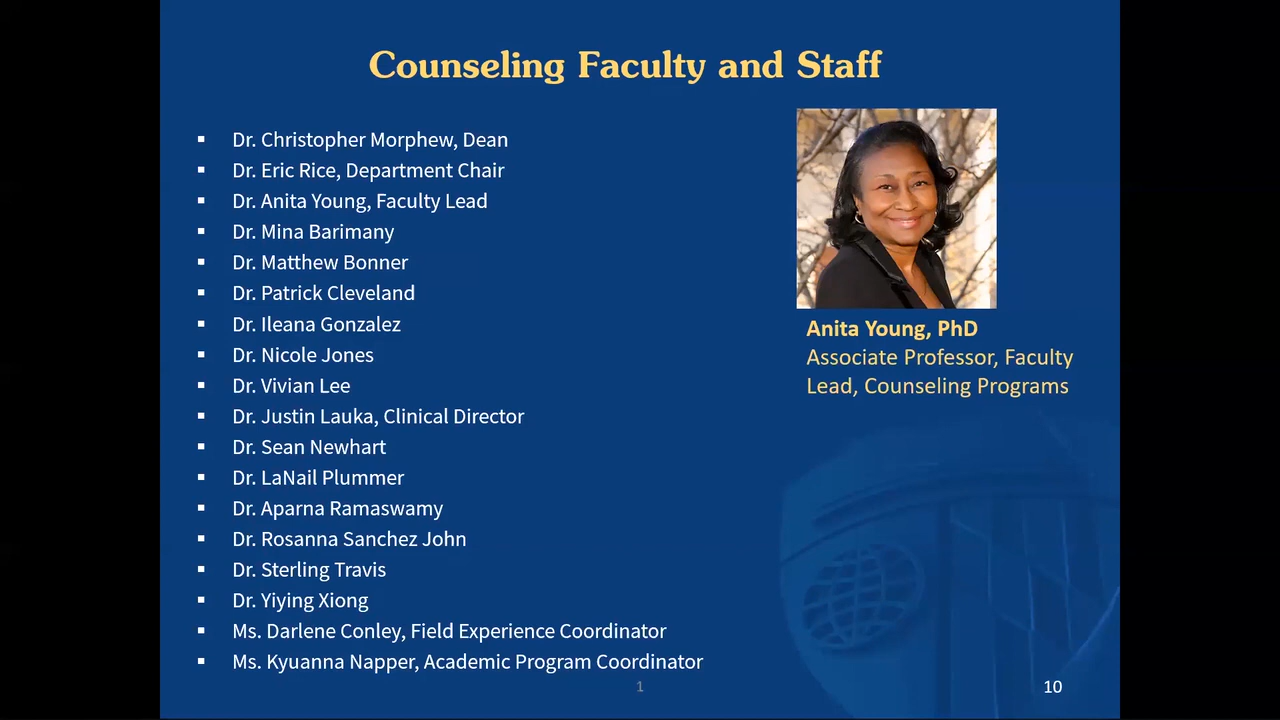 Counseling Faculty and Staff
▪ Dr. Christopher Morphew, Dean
▪ Dr. Eric Rice, Department Chair
▪ Dr. Anita Young, Faculty Lead
▪ Dr. Mina Barimany
▪ Dr. Matthew Bonner
▪ Dr. Patrick Cleveland
▪ Dr. Ileana Gonzalez
▪ Dr. Nicole Jones
▪ Dr. Vivian Lee
▪ Dr. Justin Lauka, Clinical Director
▪ Dr. Sean Newhart
▪ Dr. LaNail Plummer
▪ Dr. Aparna Ramaswamy
▪ Dr. Rosanna Sanchez John
▪ Dr. Sterling Travis
▪ Dr. Yiying Xiong
▪ Ms. Darlene Conley, Field Experience Coordinator
▪ Ms. Kyuanna Napper, Academic Program Coordinator
Anita Young, PhD
Associate Professor, Faculty
Lead, Counseling Programs
1
10